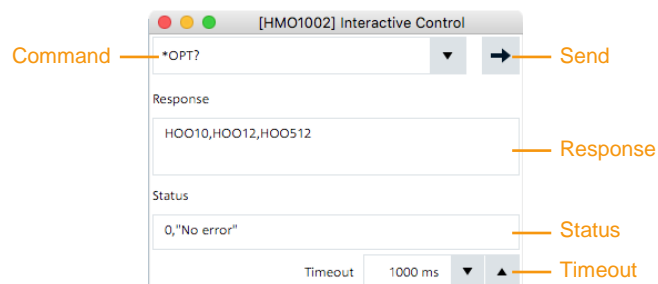 [HMO1002] Interactive Control
Command
*OPT?
Send
Response
HOO10,HOO12,HOO512
Response
Status
0,"No error"
Status
Timeout 1000 ms
Timeout